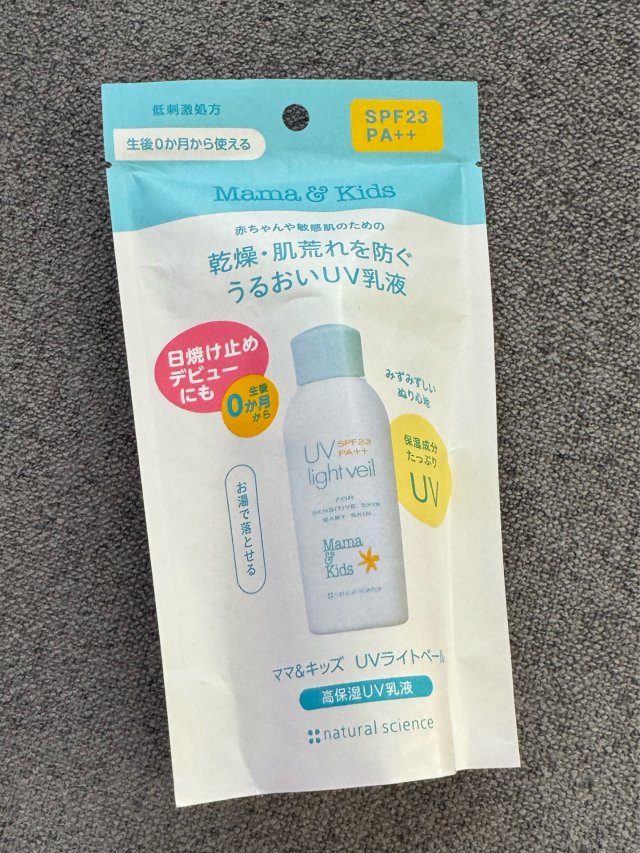 低刺激処方
生後0か月から使える
SPF23
PA++
Mama & Kids
赤ちゃんや敏感肌のための
乾燥・肌荒れを防ぐ
うるおいUV乳液
日焼け止め
デビュー
にも
生後
0か月
から
みずみずしい
ぬり心地
保湿成分
たっぷり
UV
お湯で落とせる
UV SPF23
PA++
light veil
FOR
SENSITIVE SKIN
BABY SKIN
Mama
&
Kids
natural science
ママ&キッズ UVライトベール
高保湿UV乳液
natural science